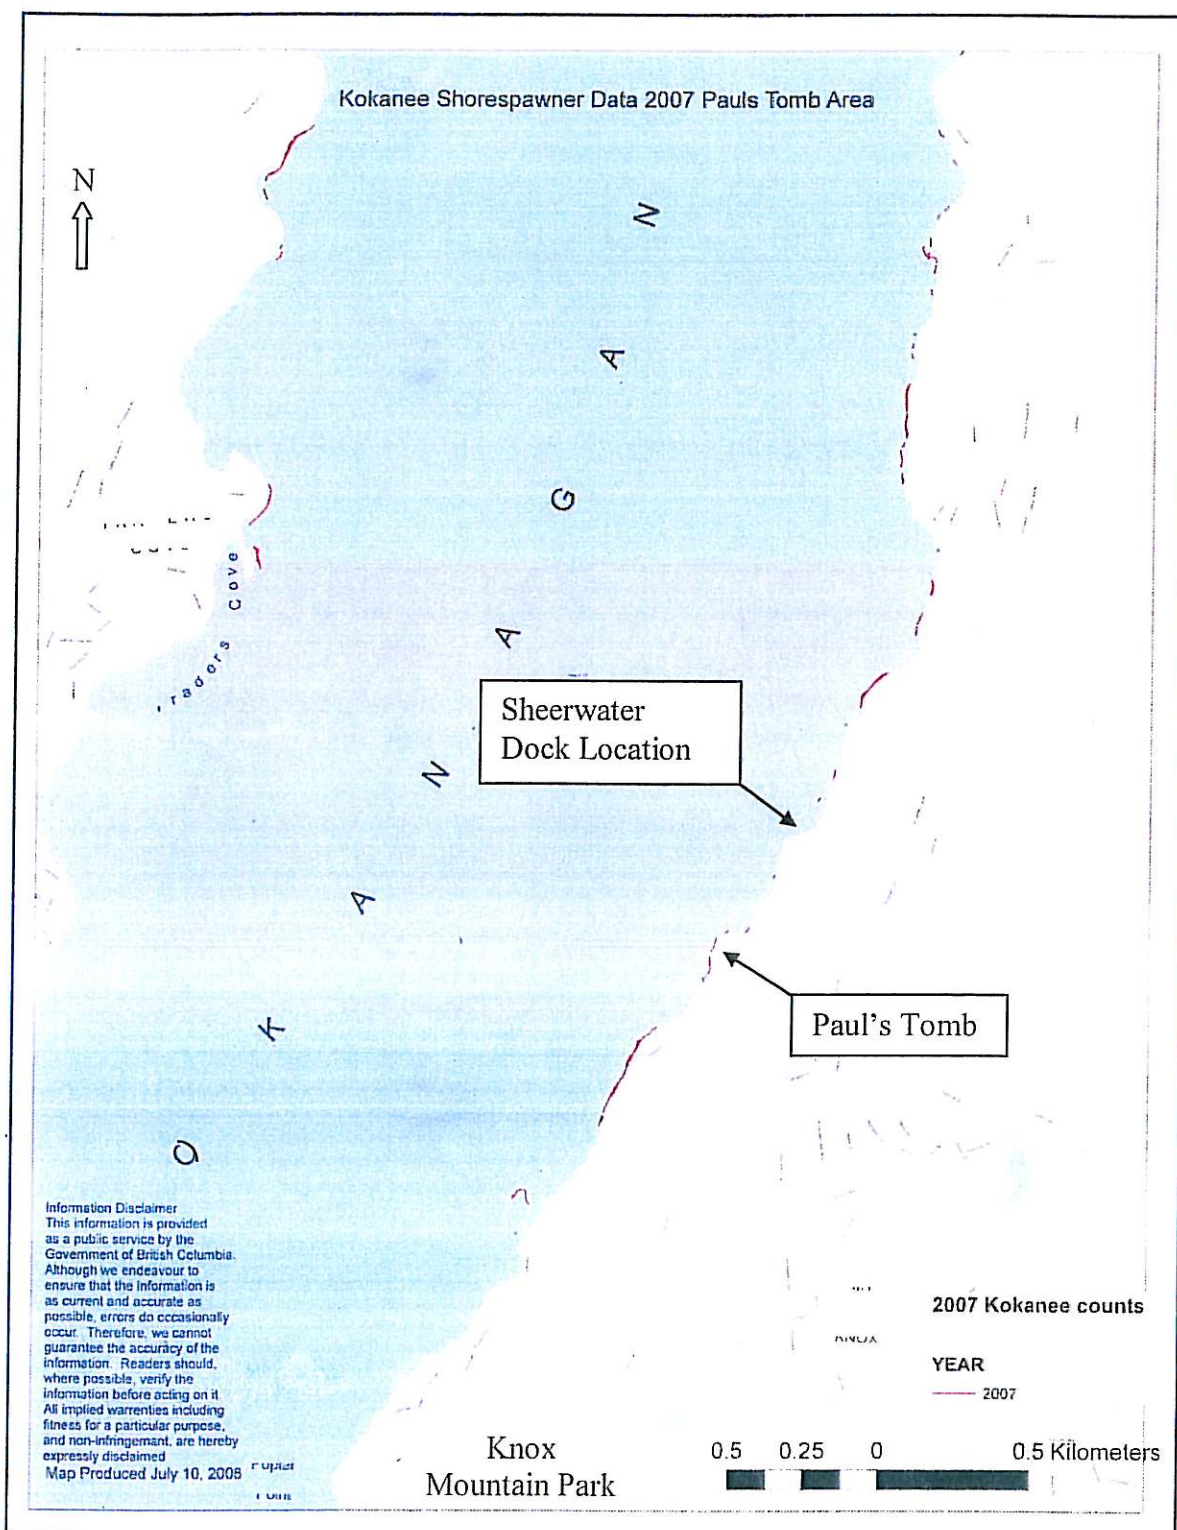 Kokanee Shorespawner Data 2007 Pauls Tomb Area
N
O K A N A G A N
Cove
Sheerwater
Dock Location
Paul's Tomb
Information Disclaimer
This information is provided
as a public service by the
Government of British Columbia.
Although we endeavour to
ensure that the information is
as current and accurate as
possible, errors do occasionally
occur. Therefore, we cannot
guarantee the accuracy of the
information. Readers should,
where possible, verify the
information before acting on it
All implied warrenties including
fitness for a particular purpose,
and non-infringement, are hereby
expressly disclaimed
Map Produced July 10, 2008
2007 Kokanee counts
KNOX
YEAR
2007
Knox
Mountain Park
0.5 0.25 0 0.5 Kilometers